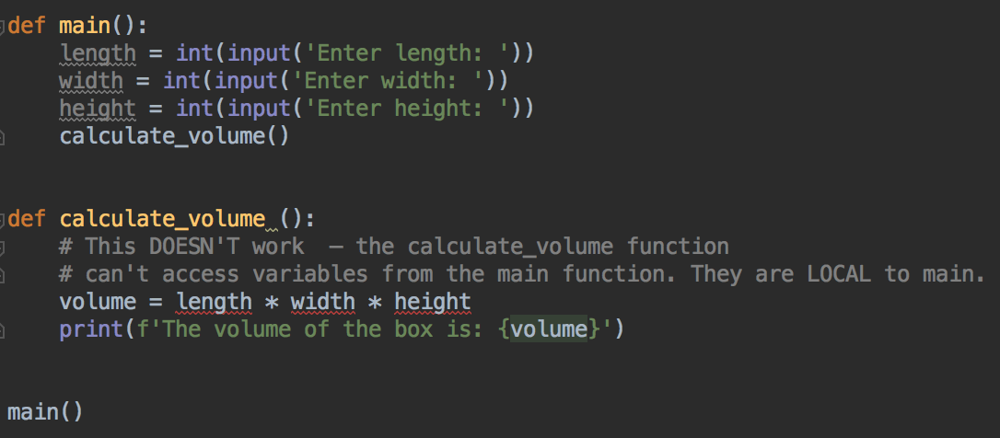 def main():
    length = int(input('Enter length: '))
    width = int(input('Enter width: '))
    height = int(input('Enter height: '))
    calculate_volume()
def calculate_volume ():
    # This DOESN'T work  – the calculate_volume function
    # can't access variables from the main function. They are LOCAL to main.
    volume = length * width * height
    print(f'The volume of the box is: {volume}')
main()